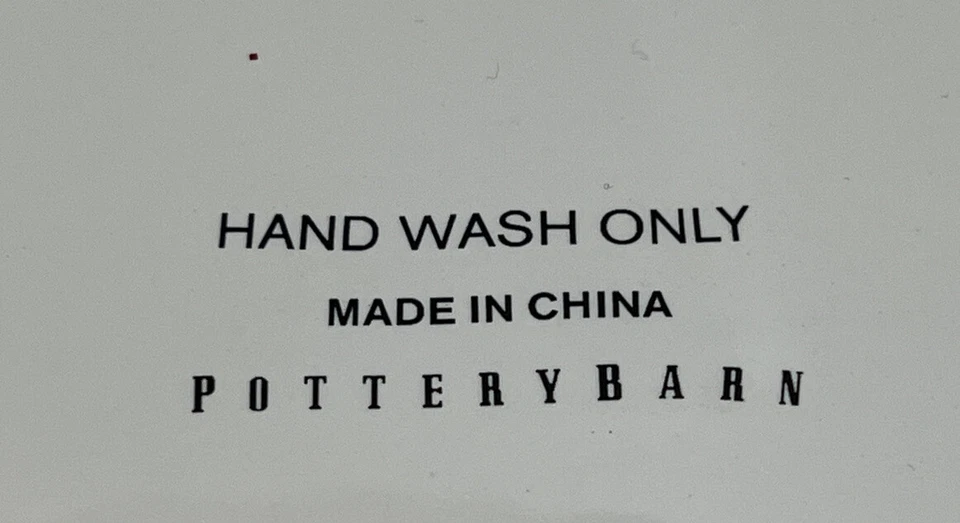 HAND WASH ONLY
MADE IN CHINA
POTTERYBARN